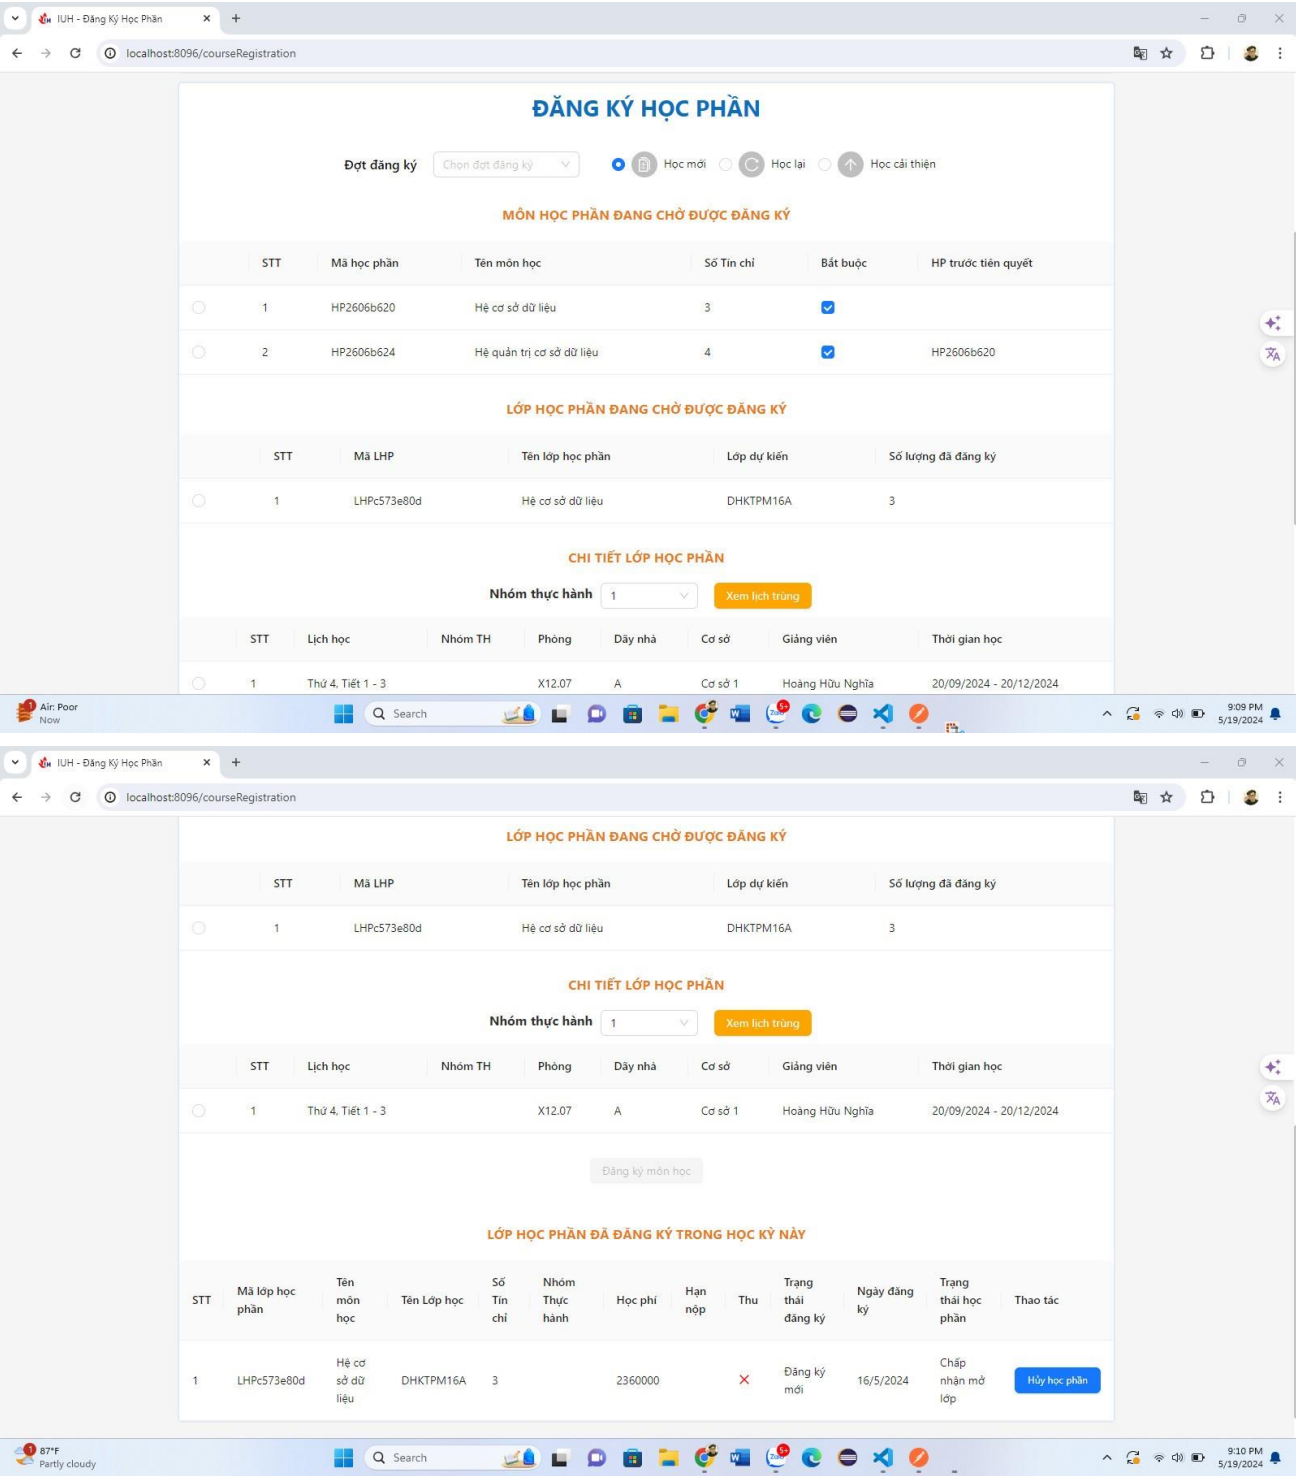 IUH - Đăng Ký Học Phần
localhost:8096/courseRegistration
ĐĂNG KÝ HỌC PHẦN
Đợt đăng ký Chọn đợt đăng ký Học mới Học lại Học cải thiện
MÔN HỌC PHẦN ĐANG CHỜ ĐƯỢC ĐĂNG KÝ
STT Mã học phần Tên môn học Số Tín chỉ Bắt buộc HP trước tiên quyết
1 HP2606b620 Hệ cơ sở dữ liệu 3
2 HP2606b624 Hệ quản trị cơ sở dữ liệu 4 HP2606b620
LỚP HỌC PHẦN ĐANG CHỜ ĐƯỢC ĐĂNG KÝ
STT Mã LHP Tên lớp học phần Lớp dự kiến Số lượng đã đăng ký
1 LHPc573e80d Hệ cơ sở dữ liệu DHKTPM16A 3
CHI TIẾT LỚP HỌC PHẦN
Nhóm thực hành 1 Xem lịch trùng
STT Lịch học Nhóm TH Phòng Dãy nhà Cơ sở Giảng viên Thời gian học
1 Thứ 4, Tiết 1 - 3 X12.07 A Cơ sở 1 Hoàng Hữu Nghĩa 20/09/2024 - 20/12/2024
1 Air: Poor
Now
Search
Zalo 5+
9:09 PM
5/19/2024
IUH - Đăng Ký Học Phần
localhost:8096/courseRegistration
LỚP HỌC PHẦN ĐANG CHỜ ĐƯỢC ĐĂNG KÝ
STT Mã LHP Tên lớp học phần Lớp dự kiến Số lượng đã đăng ký
1 LHPc573e80d Hệ cơ sở dữ liệu DHKTPM16A 3
CHI TIẾT LỚP HỌC PHẦN
Nhóm thực hành 1 Xem lịch trùng
STT Lịch học Nhóm TH Phòng Dãy nhà Cơ sở Giảng viên Thời gian học
1 Thứ 4, Tiết 1 - 3 X12.07 A Cơ sở 1 Hoàng Hữu Nghĩa 20/09/2024 - 20/12/2024
Đăng ký môn học
LỚP HỌC PHẦN ĐÃ ĐĂNG KÝ TRONG HỌC KỲ NÀY
STT Mã lớp học phần Tên môn học Tên Lớp học Số Tín chỉ Nhóm Thực hành Học phí Hạn nộp Thu Trạng thái đăng ký Ngày đăng ký Trạng thái học phần Thao tác
1 LHPc573e80d Hệ cơ sở dữ liệu DHKTPM16A 3 2360000 Đăng ký mới 16/5/2024 Chấp nhận mở lớp Hủy học phần
1 87°F
Partly cloudy
Search
Zalo 5+
9:10 PM
5/19/2024